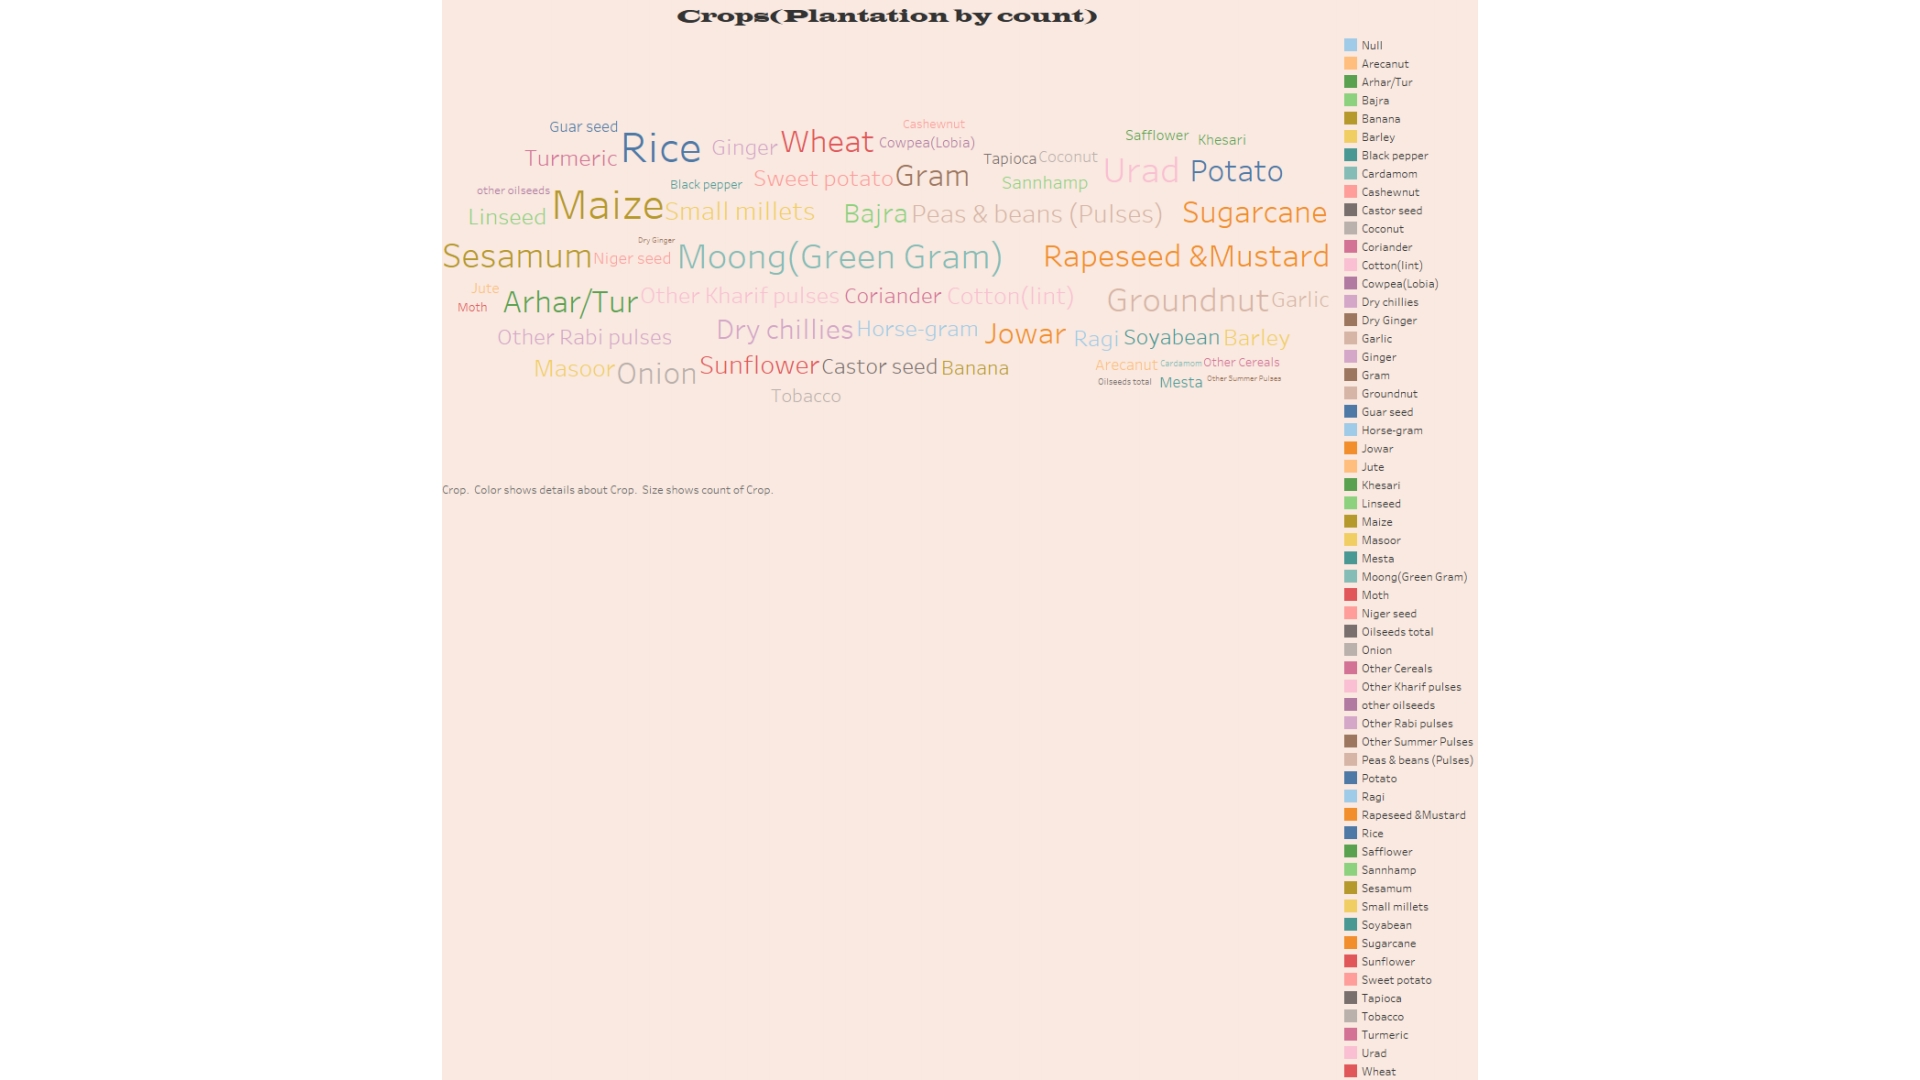 Crops(Plantation by count)
Guar seed
Rice
Turmeric
Ginger
Wheat
Cashewnut
Cowpea(Lobia)
Tapioca
Coconut
Safflower
Khesari
other oilseeds
Black pepper
Sweet potato
Gram
Sannhamp
Urad
Potato
Linseed
Maize
Small millets
Bajra
Peas & beans (Pulses)
Sugarcane
Sesamum
Dry Ginger
Niger seed
Moong(Green Gram)
Rapeseed &Mustard
Jute
Moth
Arhar/Tur
Other Kharif pulses
Coriander
Cotton(lint)
Groundnut
Garlic
Other Rabi pulses
Dry chillies
Horse-gram
Jowar
Ragi
Soyabean
Barley
Masoor
Onion
Sunflower
Castor seed
Banana
Arecanut
Cardamom
Other Cereals
Oilseeds total
Mesta
Other Summer Pulses
Tobacco
Crop. Color shows details about Crop. Size shows count of Crop.
Null
Arecanut
Arhar/Tur
Bajra
Banana
Barley
Black pepper
Cardamom
Cashewnut
Castor seed
Coconut
Coriander
Cotton(lint)
Cowpea(Lobia)
Dry chillies
Dry Ginger
Garlic
Ginger
Gram
Groundnut
Guar seed
Horse-gram
Jowar
Jute
Khesari
Linseed
Maize
Masoor
Mesta
Moong(Green Gram)
Moth
Niger seed
Oilseeds total
Onion
Other Cereals
Other Kharif pulses
other oilseeds
Other Rabi pulses
Other Summer Pulses
Peas & beans (Pulses)
Potato
Ragi
Rapeseed &Mustard
Rice
Safflower
Sannhamp
Sesamum
Small millets
Soyabean
Sugarcane
Sunflower
Sweet potato
Tapioca
Tobacco
Turmeric
Urad
Wheat